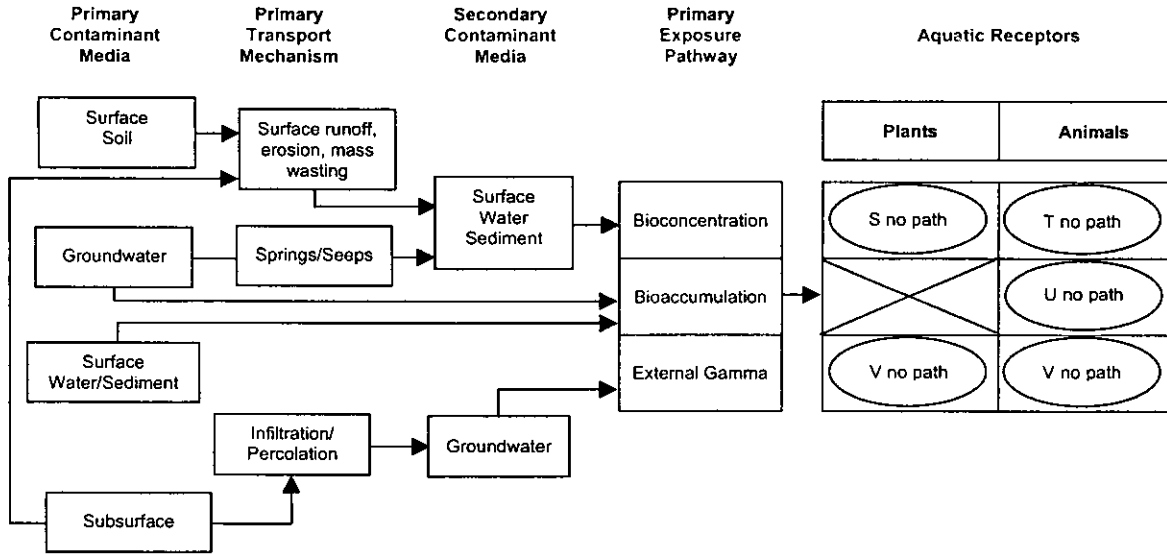 Primary
Contaminant
Media
Primary
Transport
Mechanism
Secondary
Contaminant
Media
Primary
Exposure
Pathway
Aquatic Receptors
Surface
Soil
Surface runoff,
erosion, mass
wasting
Plants
Animals
Surface
Water
Sediment
Bioconcentration
S no path
T no path
Groundwater
Springs/Seeps
Bioaccumulation
U no path
Surface
Water/Sediment
External Gamma
V no path
V no path
Infiltration/
Percolation
Groundwater
Subsurface